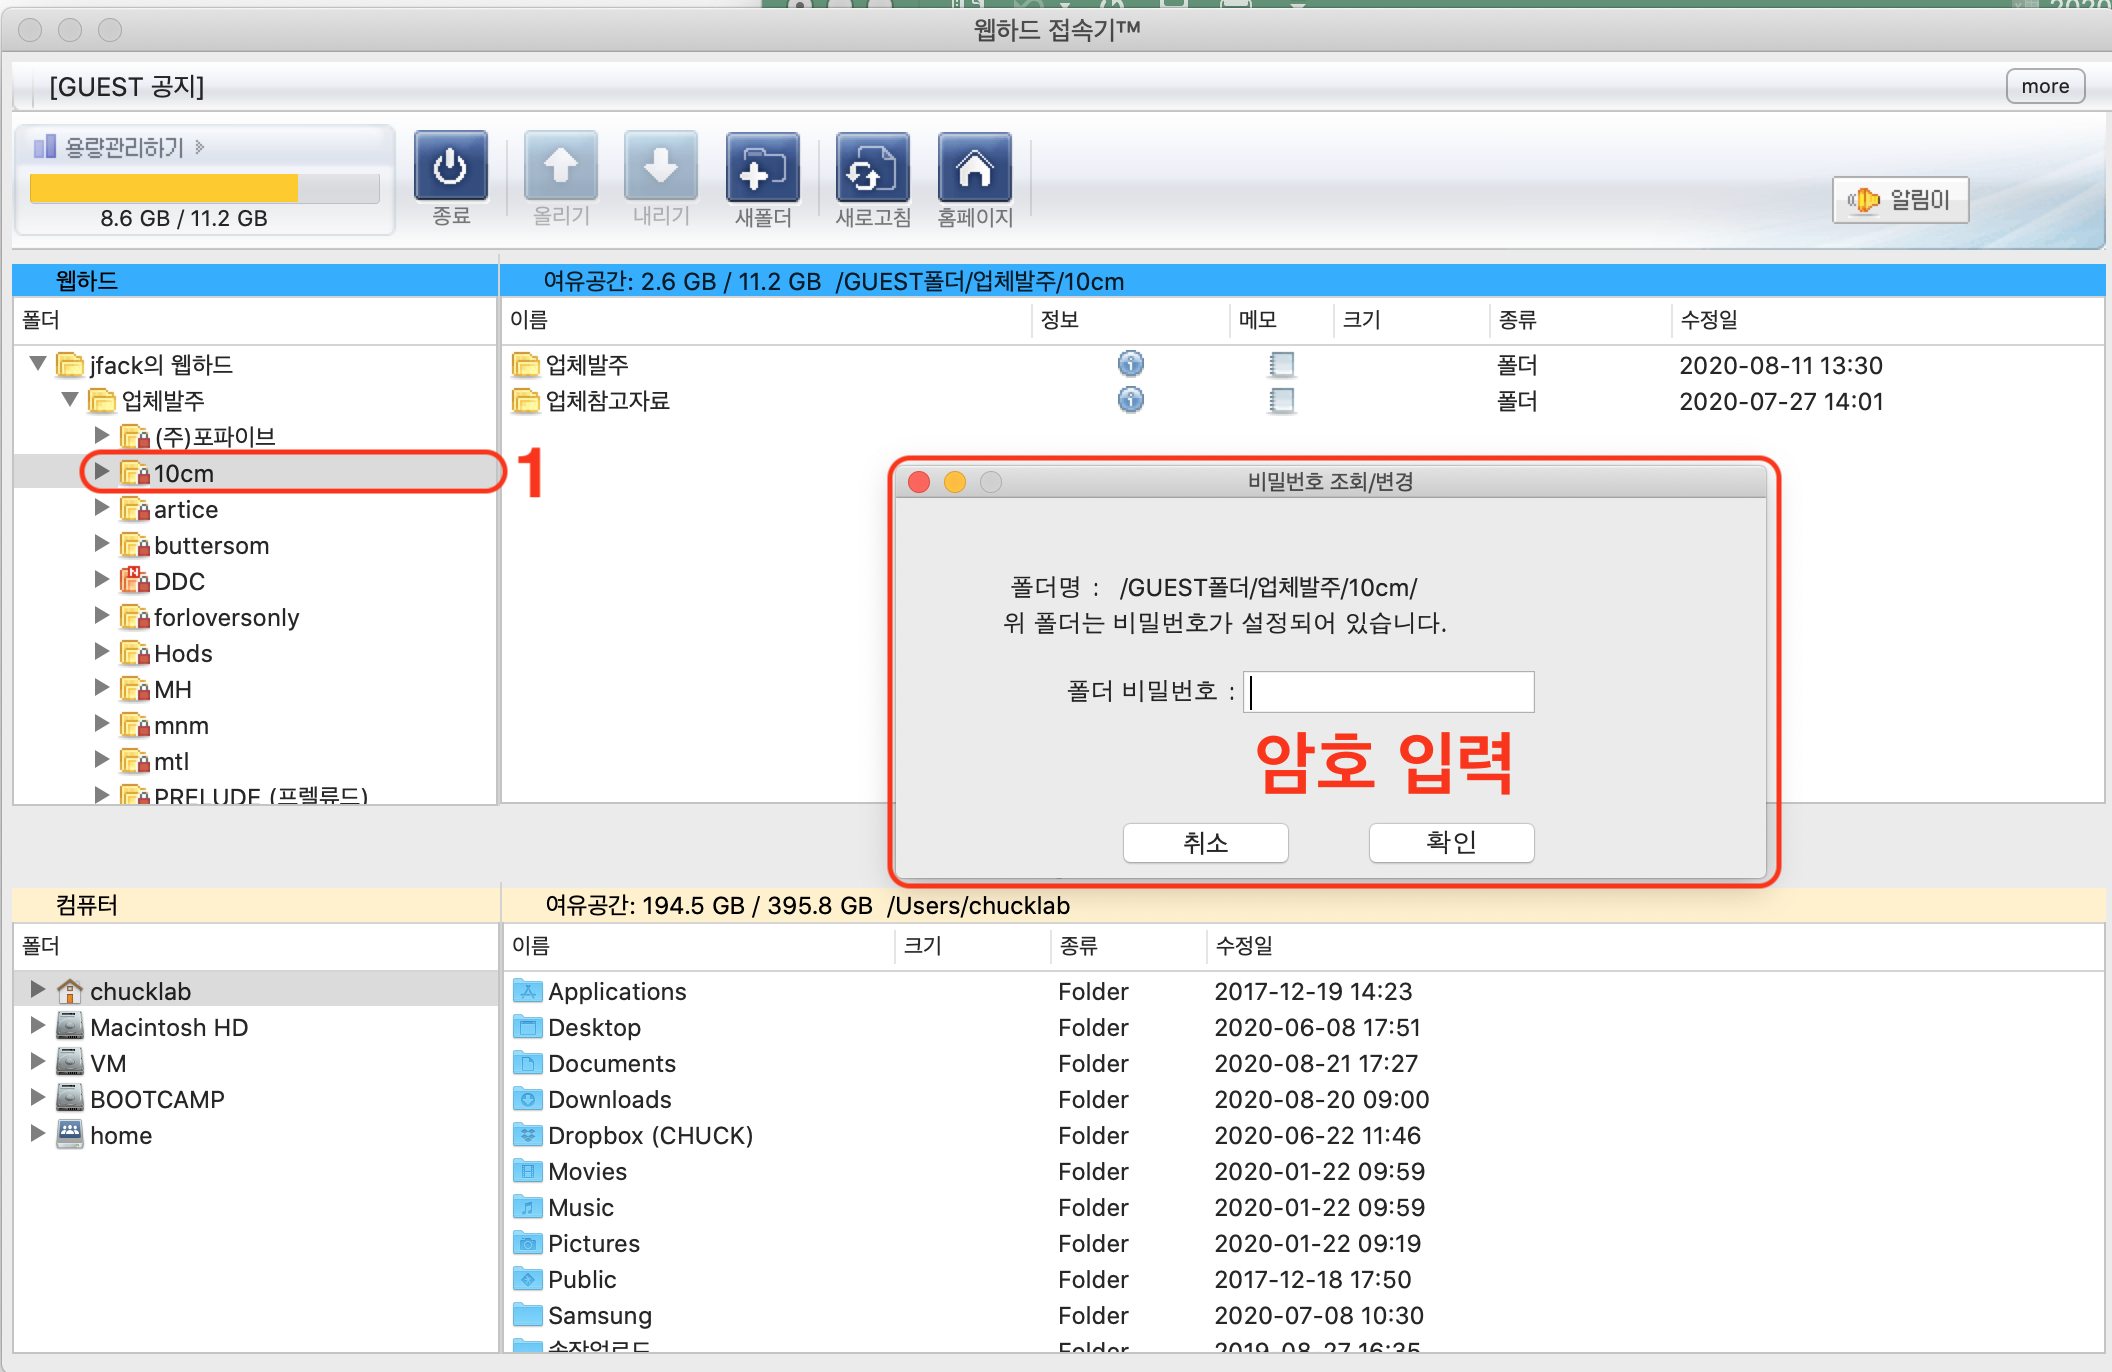 웹하드 접속기™
[GUEST 공지]
more
용량관리하기
8.6 GB / 11.2 GB
종료
올리기
내리기
새폴더
새로고침
홈페이지
알림이
웹하드
여유공간: 2.6 GB / 11.2 GB /GUEST폴더/업체발주/10cm
폴더
이름 정보 메모 크기 종류 수정일
jfack의 웹하드
업체발주
(주)포파이브
10cm
artice
buttersom
DDC
forloversonly
Hods
MH
mnm
mtl
PRELUDE (프렐류드)
1
업체발주 폴더 2020-08-11 13:30
업체참고자료 폴더 2020-07-27 14:01
비밀번호 조회/변경
폴더명 : /GUEST폴더/업체발주/10cm/
위 폴더는 비밀번호가 설정되어 있습니다.
폴더 비밀번호 :
암호 입력
취소
확인
컴퓨터
여유공간: 194.5 GB / 395.8 GB /Users/chucklab
폴더
이름 크기 종류 수정일
chucklab
Macintosh HD
VM
BOOTCAMP
home
Applications Folder 2017-12-19 14:23
Desktop Folder 2020-06-08 17:51
Documents Folder 2020-08-21 17:27
Downloads Folder 2020-08-20 09:00
Dropbox (CHUCK) Folder 2020-06-22 11:46
Movies Folder 2020-01-22 09:59
Music Folder 2020-01-22 09:59
Pictures Folder 2020-01-22 09:19
Public Folder 2017-12-18 17:50
Samsung Folder 2020-07-08 10:30
Folder 2019-08-27 16:35